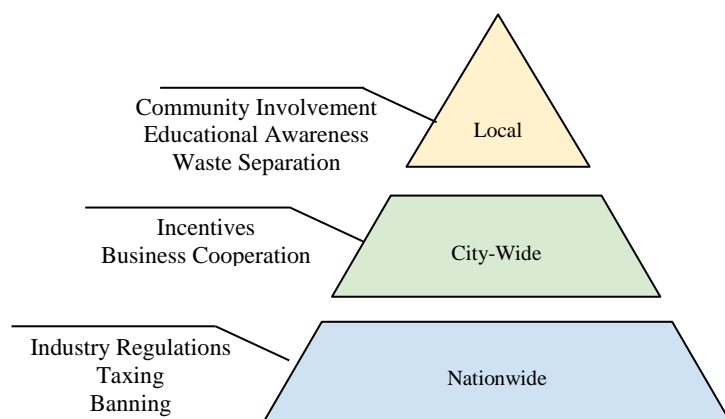 Community Involvement
Educational Awareness
Waste Separation
Local
Incentives
Business Cooperation
City-Wide
Industry Regulations
Taxing
Banning
Nationwide